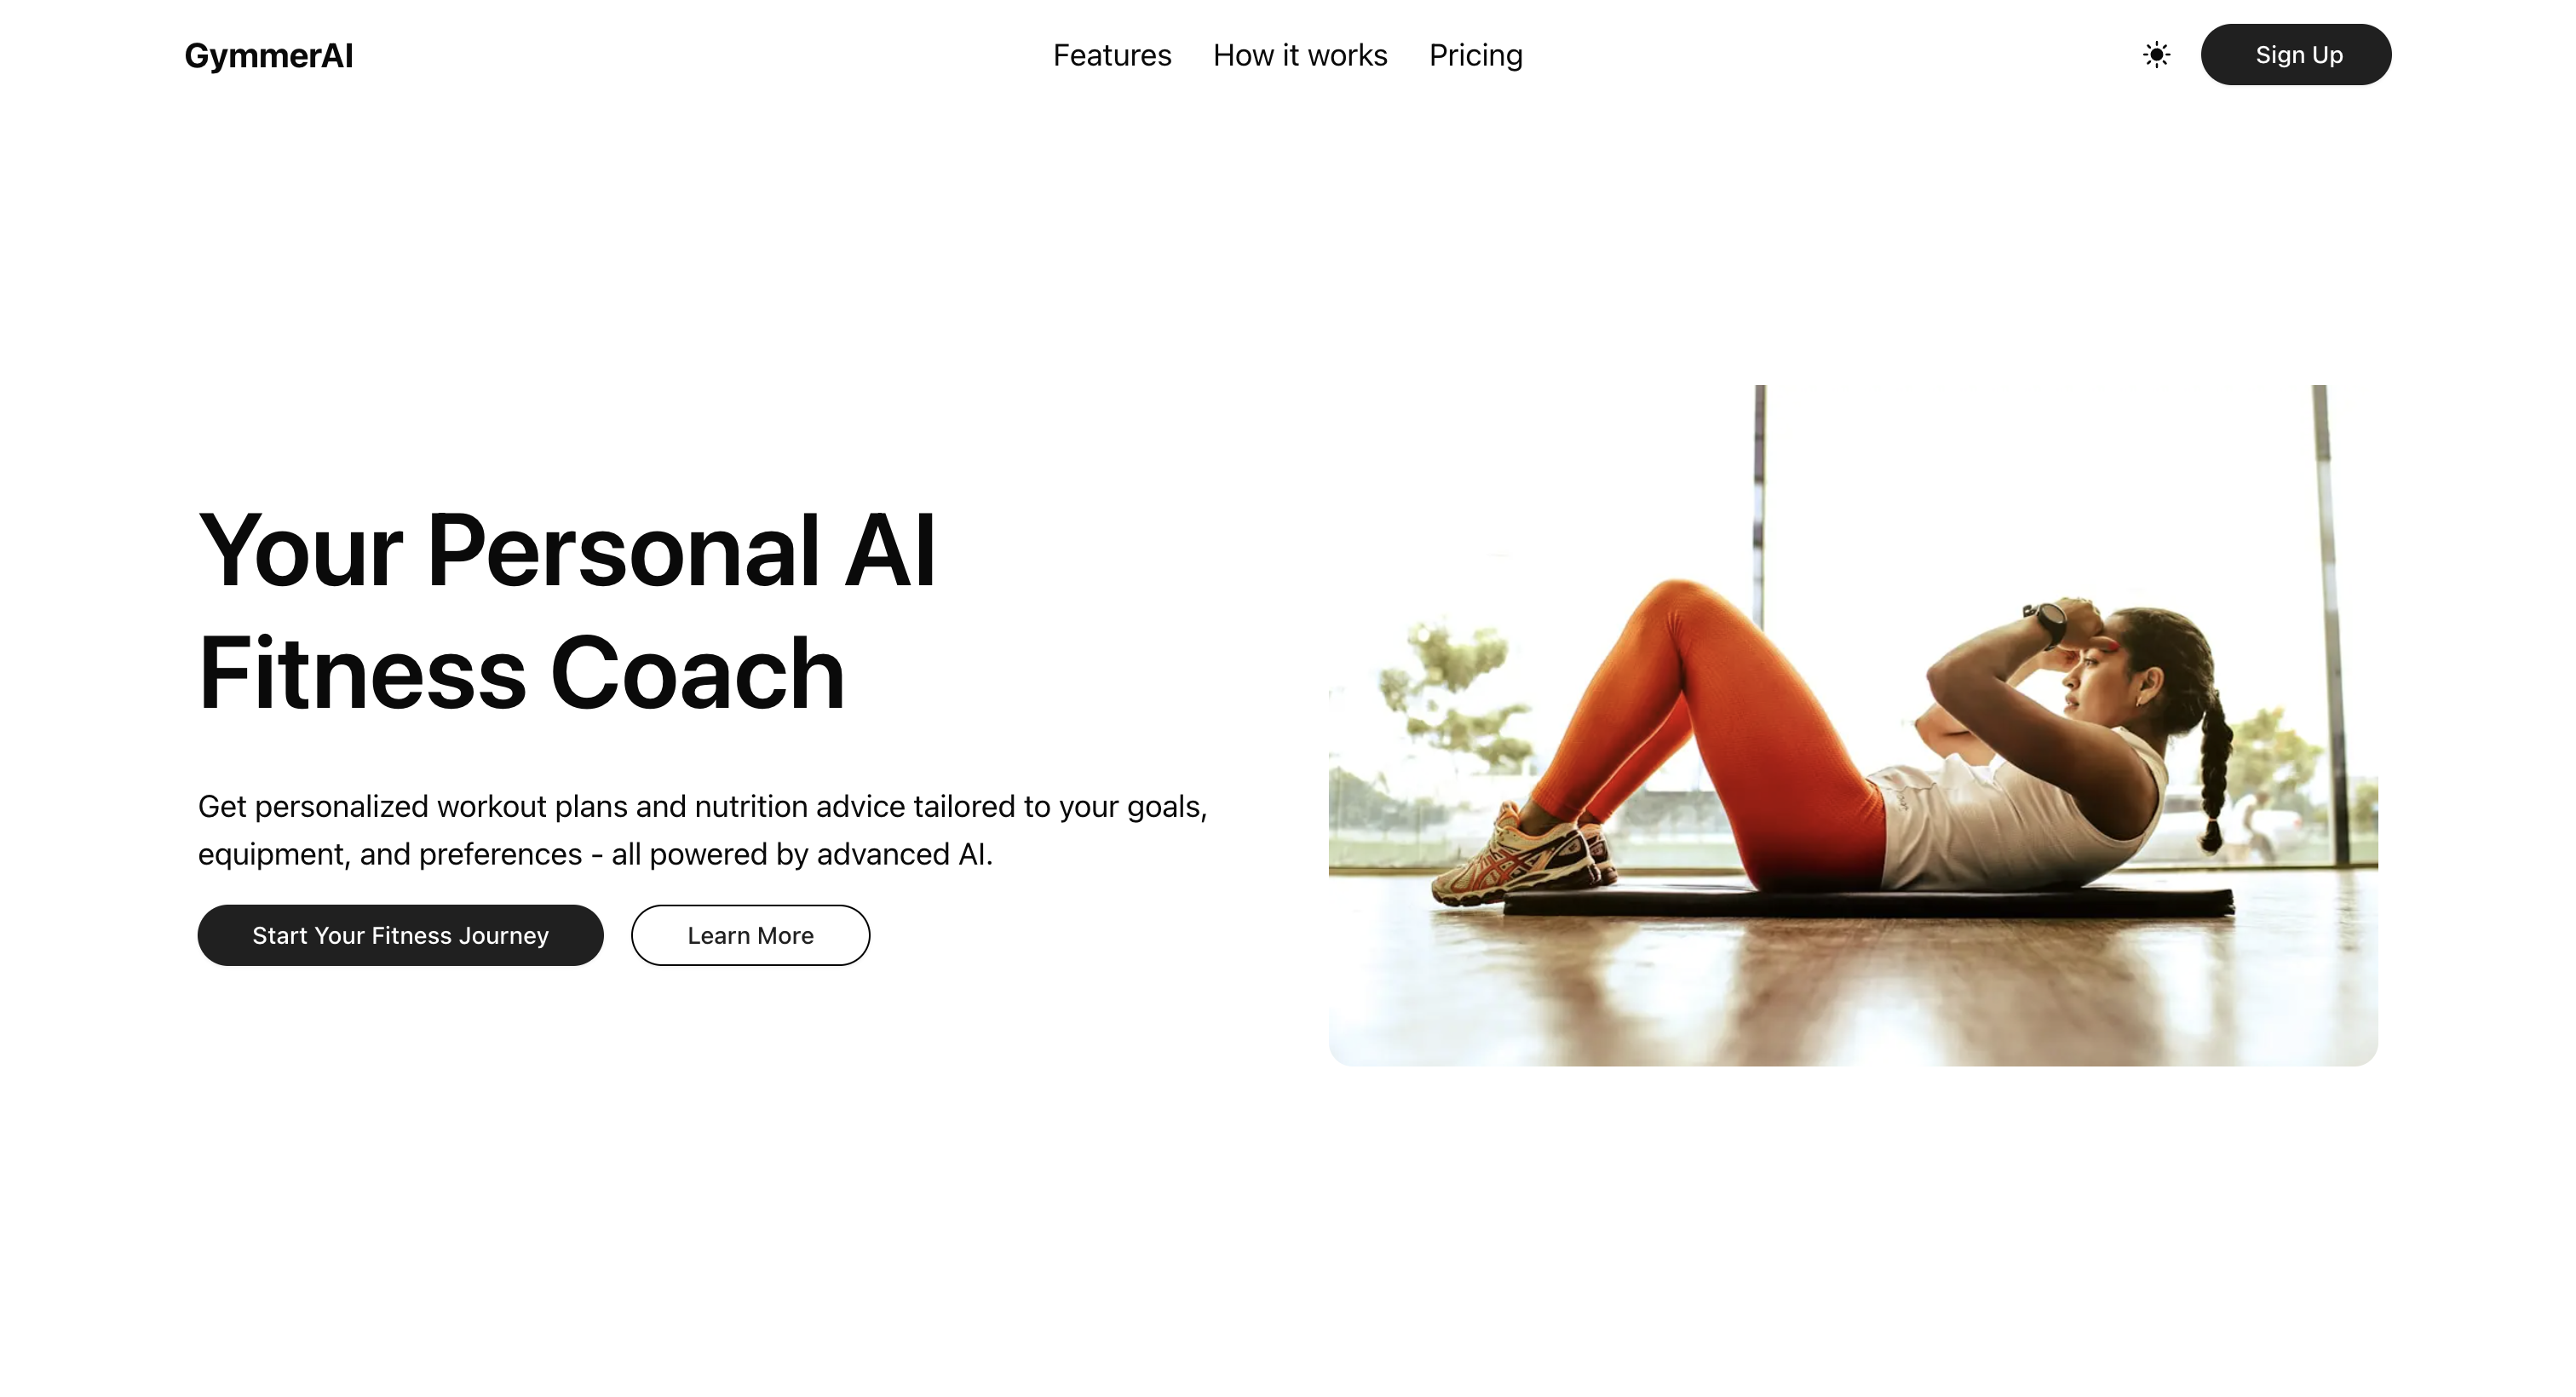 GymmerAI
Features
How it works
Pricing
Sign Up
Your Personal AI
Fitness Coach
Get personalized workout plans and nutrition advice tailored to your goals,
equipment, and preferences - all powered by advanced AI.
Start Your Fitness Journey
Learn More